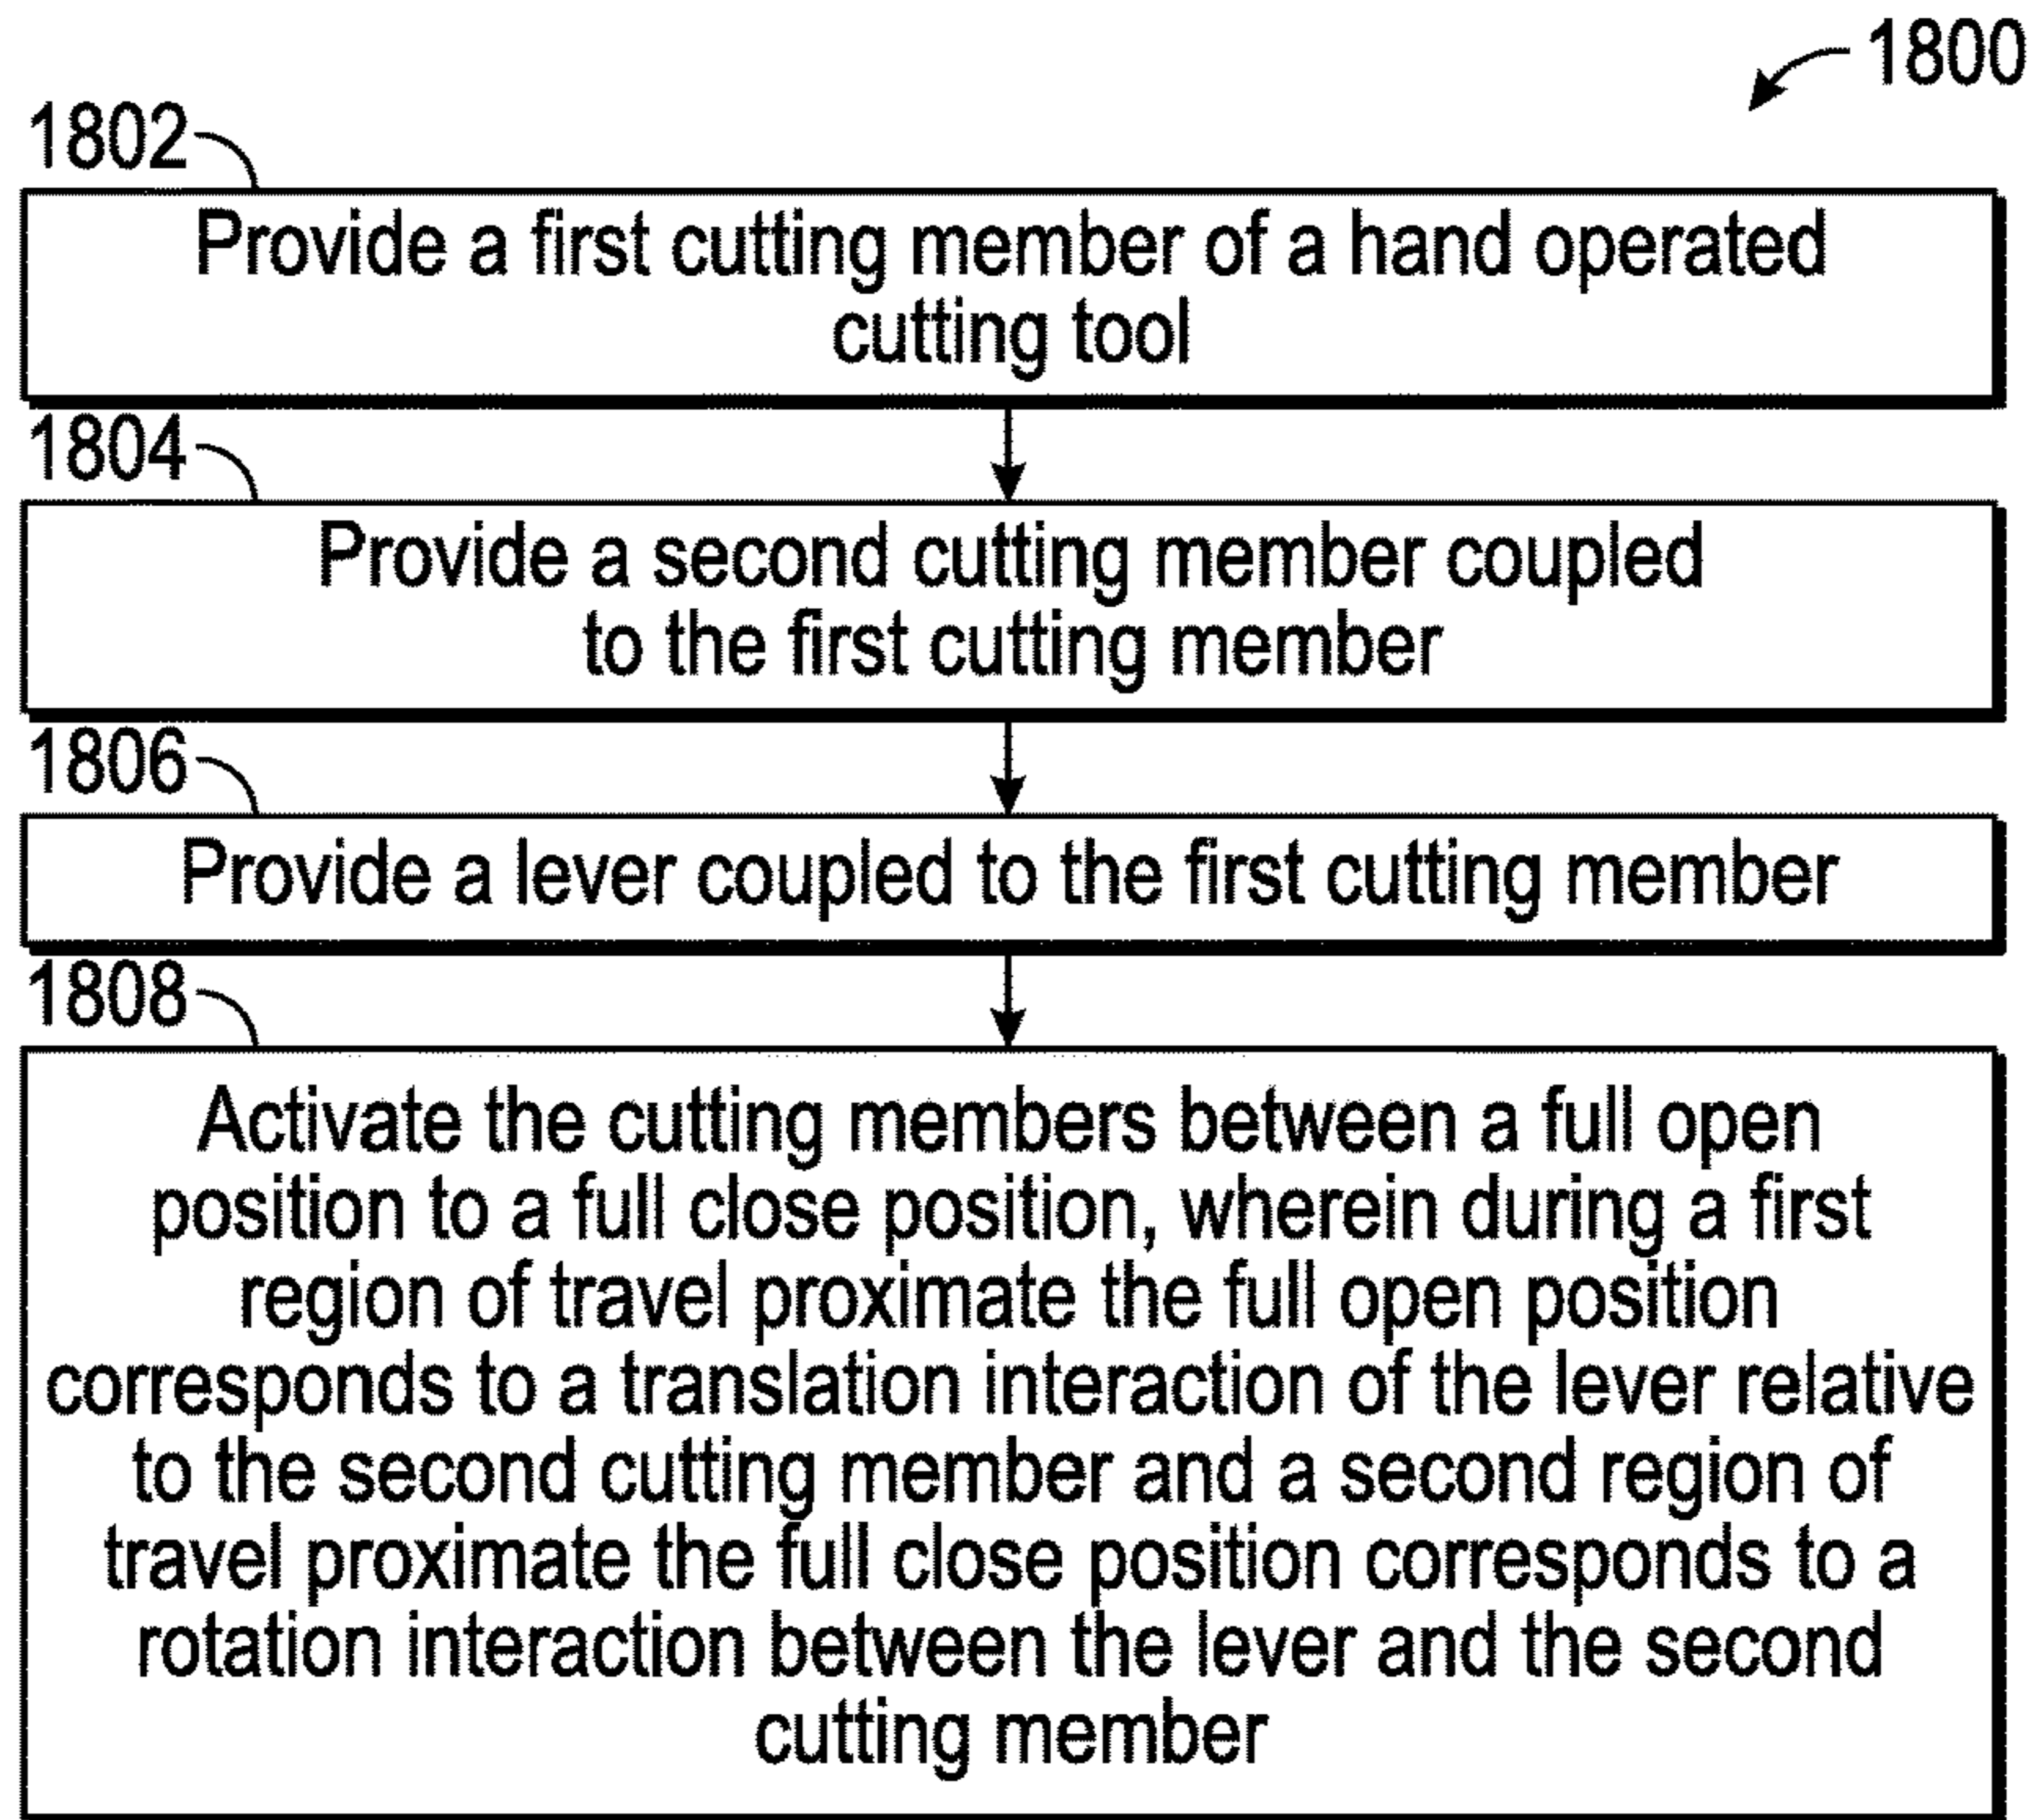 1800
1802
Provide a first cutting member of a hand operated
cutting tool
1804
Provide a second cutting member coupled
to the first cutting member
1806
Provide a lever coupled to the first cutting member
1808
Activate the cutting members between a full open
position to a full close position, wherein during a first
region of travel proximate the full open position
corresponds to a translation interaction of the lever relative
to the second cutting member and a second region of
travel proximate the full close position corresponds to a
rotation interaction between the lever and the second
cutting member